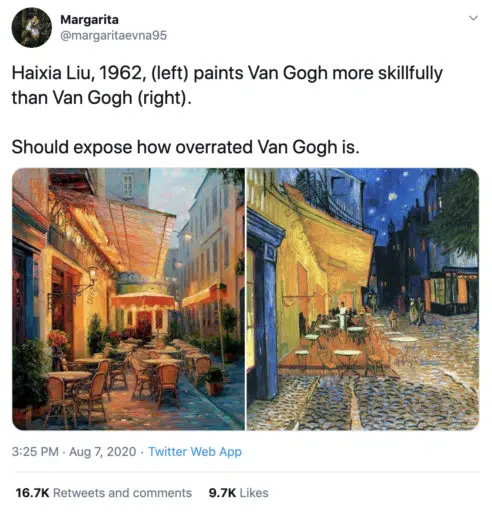 Margarita
@margaritaevna95
Haixia Liu, 1962, (left) paints Van Gogh more skillfully
than Van Gogh (right).
Should expose how overrated Van Gogh is.
3:25 PM · Aug 7, 2020 · Twitter Web App
16.7K Retweets and comments 9.7K Likes